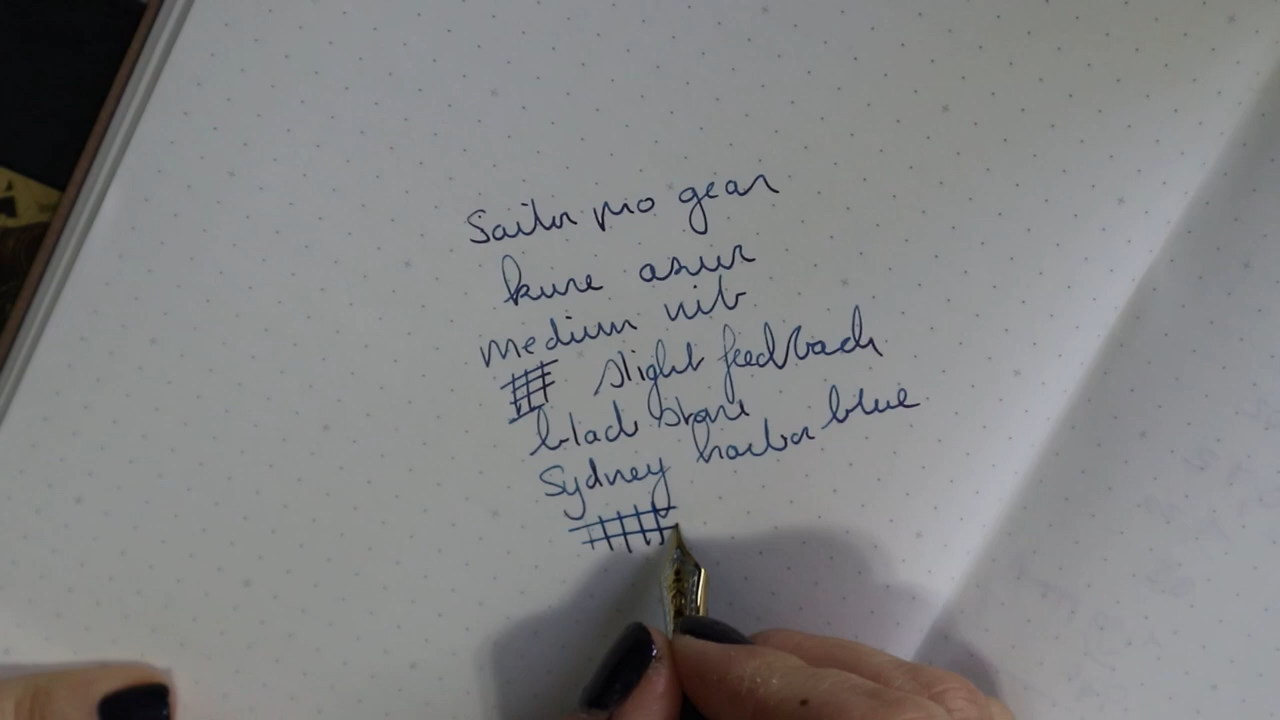 Sailor pro gear
kure azur
medium nib
slight feedback
black stone
Sydney harbor blue